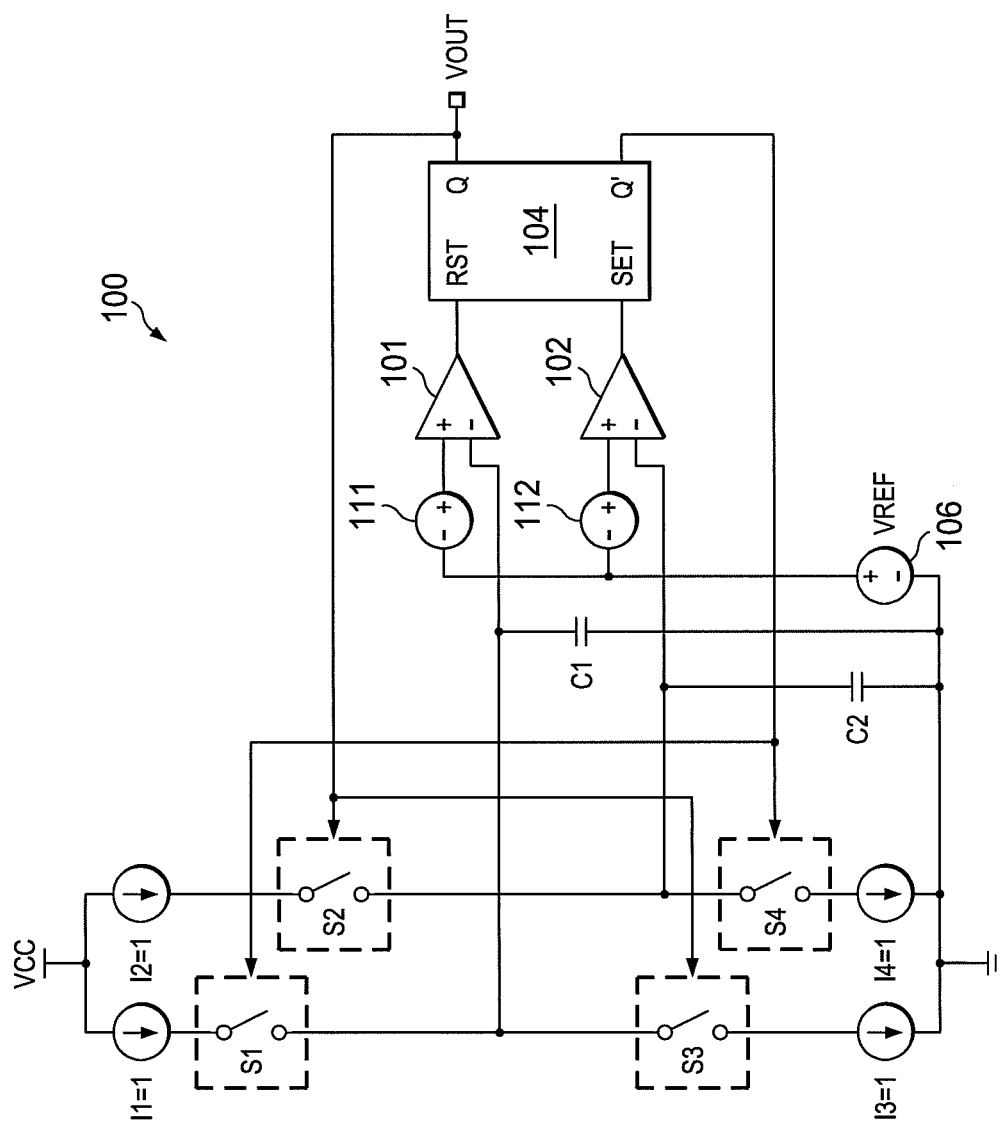 100
VCC
I1=1
I2=1
S1
S2
S3
S4
I3=1
I4=1
C1
C2
VREF
106
111
112
+
-
+
-
+
-
101
102
+
-
+
-
RST
Q
104
SET
Q'
VOUT